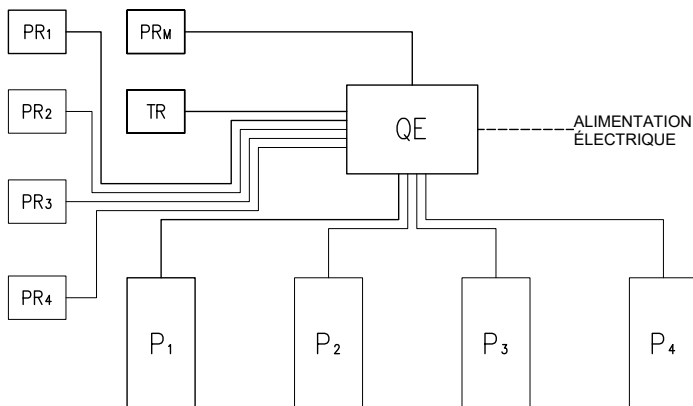 PR1
PRM
PR2
TR
QE
ALIMENTATION
ÉLECTRIQUE
PR3
PR4
P1
P2
P3
P4